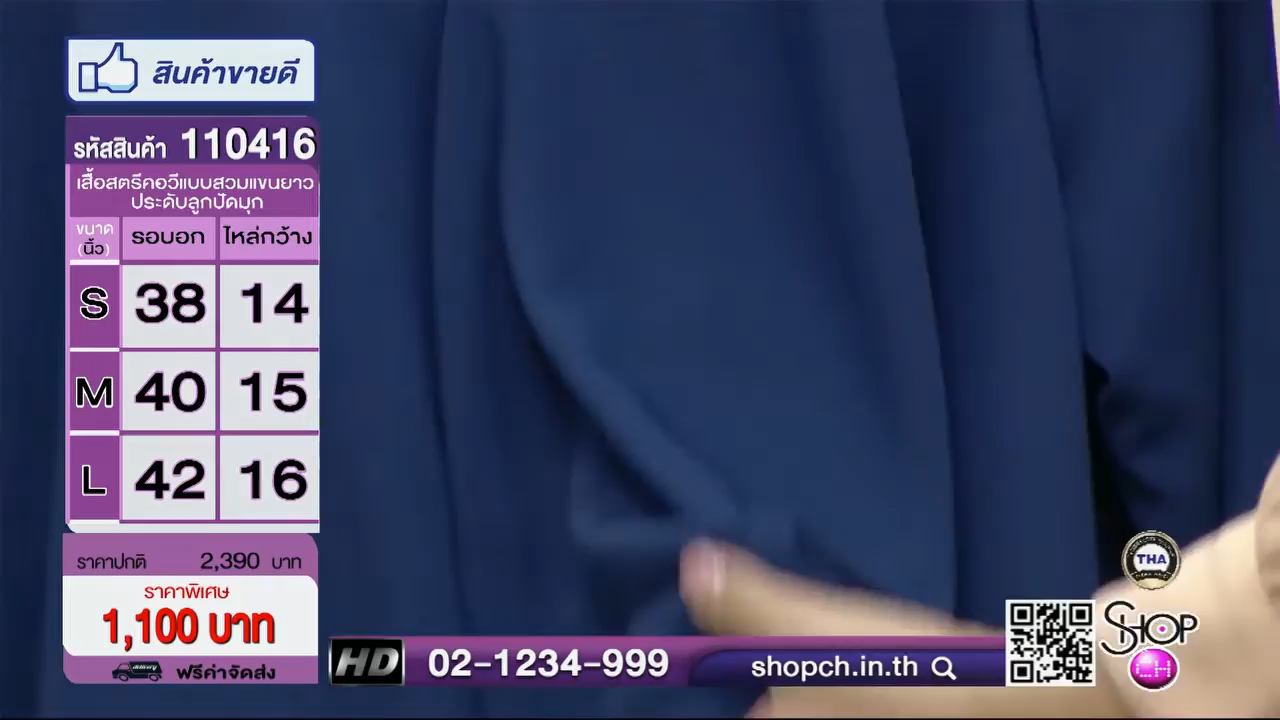 สินค้าขายดี
รหัสสินค้า 110416
เสื้อสตรีคอวีแบบสวมแขนยาว
ประดับลูกปัดมุก
ขนาด
(นิ้ว)
รอบอก
ไหล่กว้าง
S 38 14
M 40 15
L 42 16
ราคาปกติ 2,390 บาท
ราคาพิเศษ
1,100 บาท
delivery ฟรีค่าจัดส่ง
HD 02-1234-999 shopch.in.th
THA
SHOP
CH